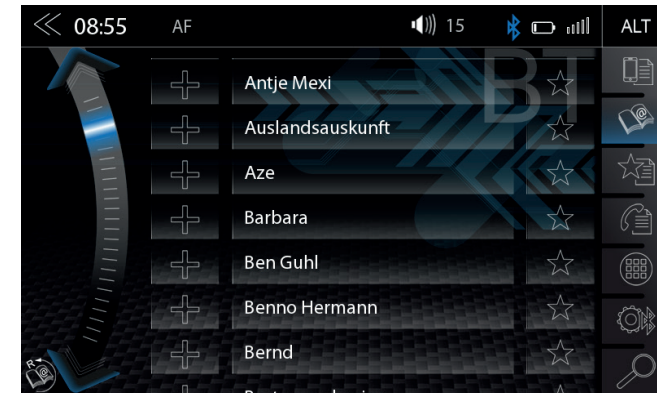 08:55 AF 15 ALT
BT
Antje Mexi
Auslandsauskunft
Aze
Barbara
Ben Guhl
Benno Hermann
Bernd
R